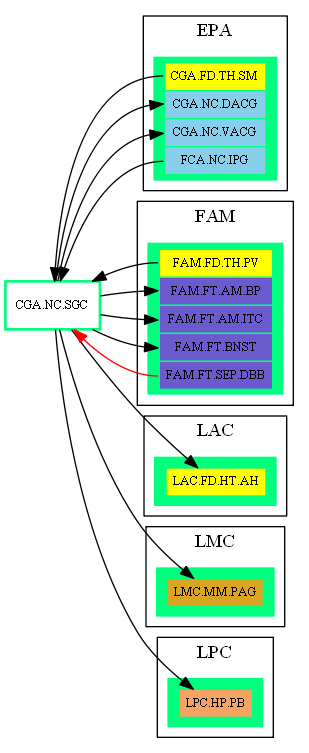 EPA
CGA.FD.TH.SM
CGA.NC.DACG
CGA.NC.VACG
FCA.NC.IPG
FAM
FAM.FD.TH.PV
FAM.FT.AM.BP
FAM.FT.AM.ITC
FAM.FT.BNST
FAM.FT.SEP.DBB
CGA.NC.SGC
LAC
LAC.FD.HT.AH
LMC
LMC.MM.PAG
LPC
LPC.HP.PB